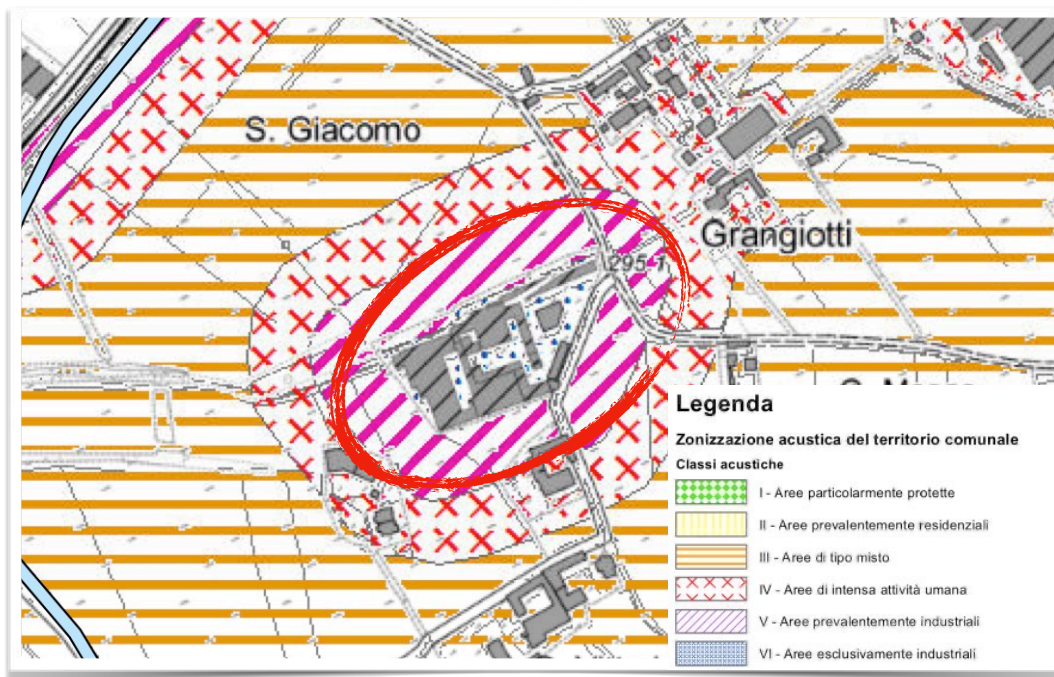 S. Giacomo
Grangiotti
295.1
Legenda
Zonizzazione acustica del territorio comunale
Classi acustiche
I - Aree particolarmente protette
II - Aree prevalentemente residenziali
III - Aree di tipo misto
IV - Aree di intensa attività umana
V - Aree prevalentemente industriali
VI - Aree esclusivamente industriali